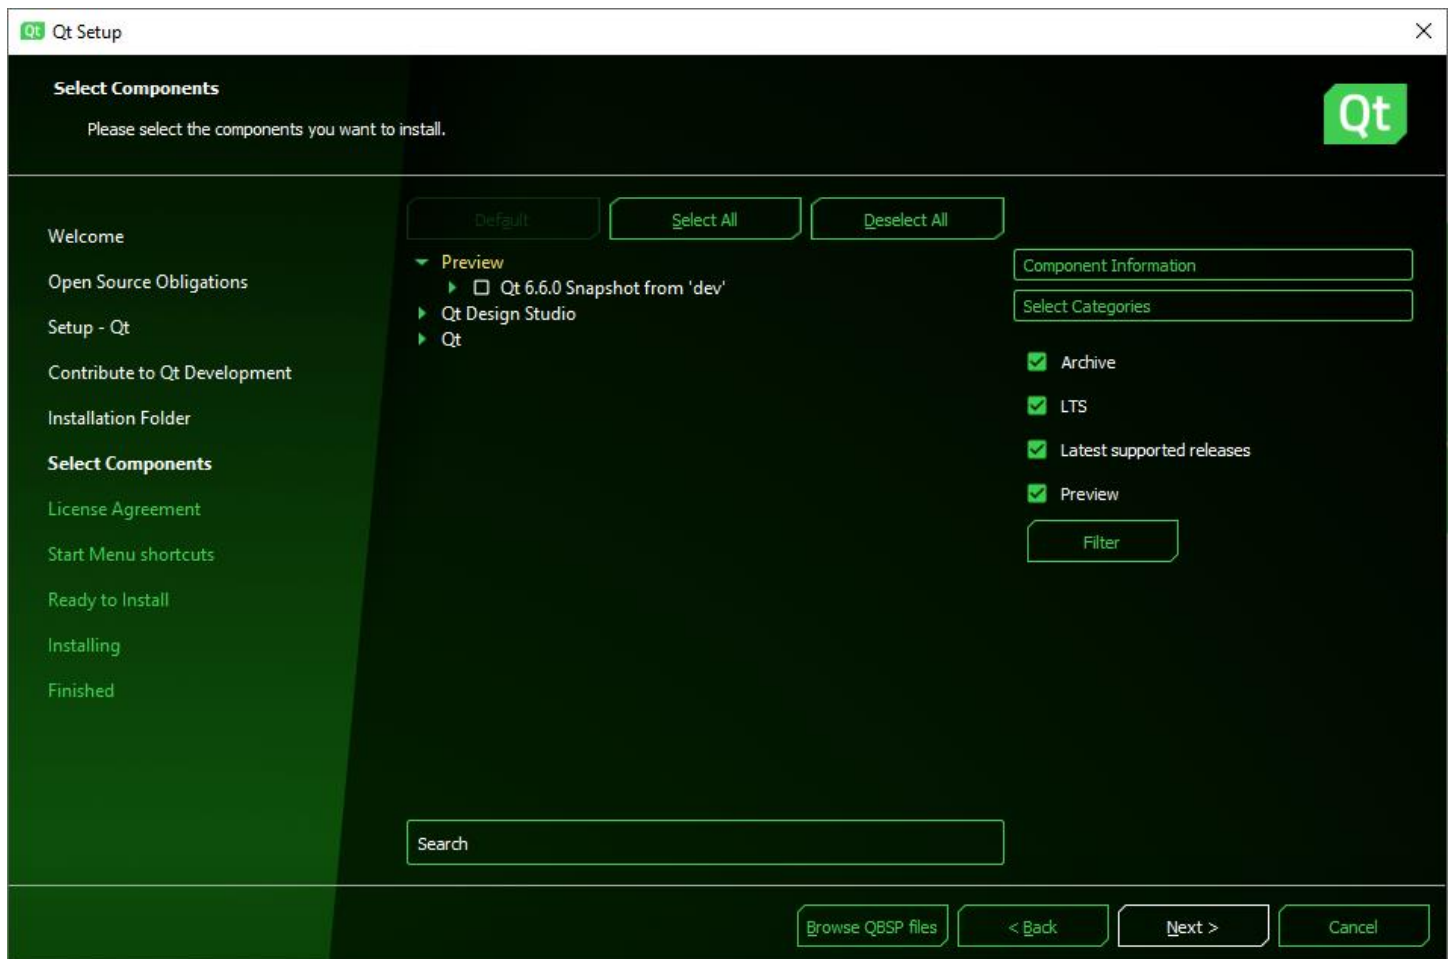 Qt Qt Setup
Select Components
Please select the components you want to install.
Qt
Welcome
Open Source Obligations
Setup - Qt
Contribute to Qt Development
Installation Folder
Select Components
License Agreement
Start Menu shortcuts
Ready to Install
Installing
Finished
Default Select All Deselect All
Preview
Qt 6.6.0 Snapshot from 'dev'
Qt Design Studio
Qt
Component Information
Select Categories
Archive
LTS
Latest supported releases
Preview
Filter
Search
Browse QBSP files < Back Next > Cancel